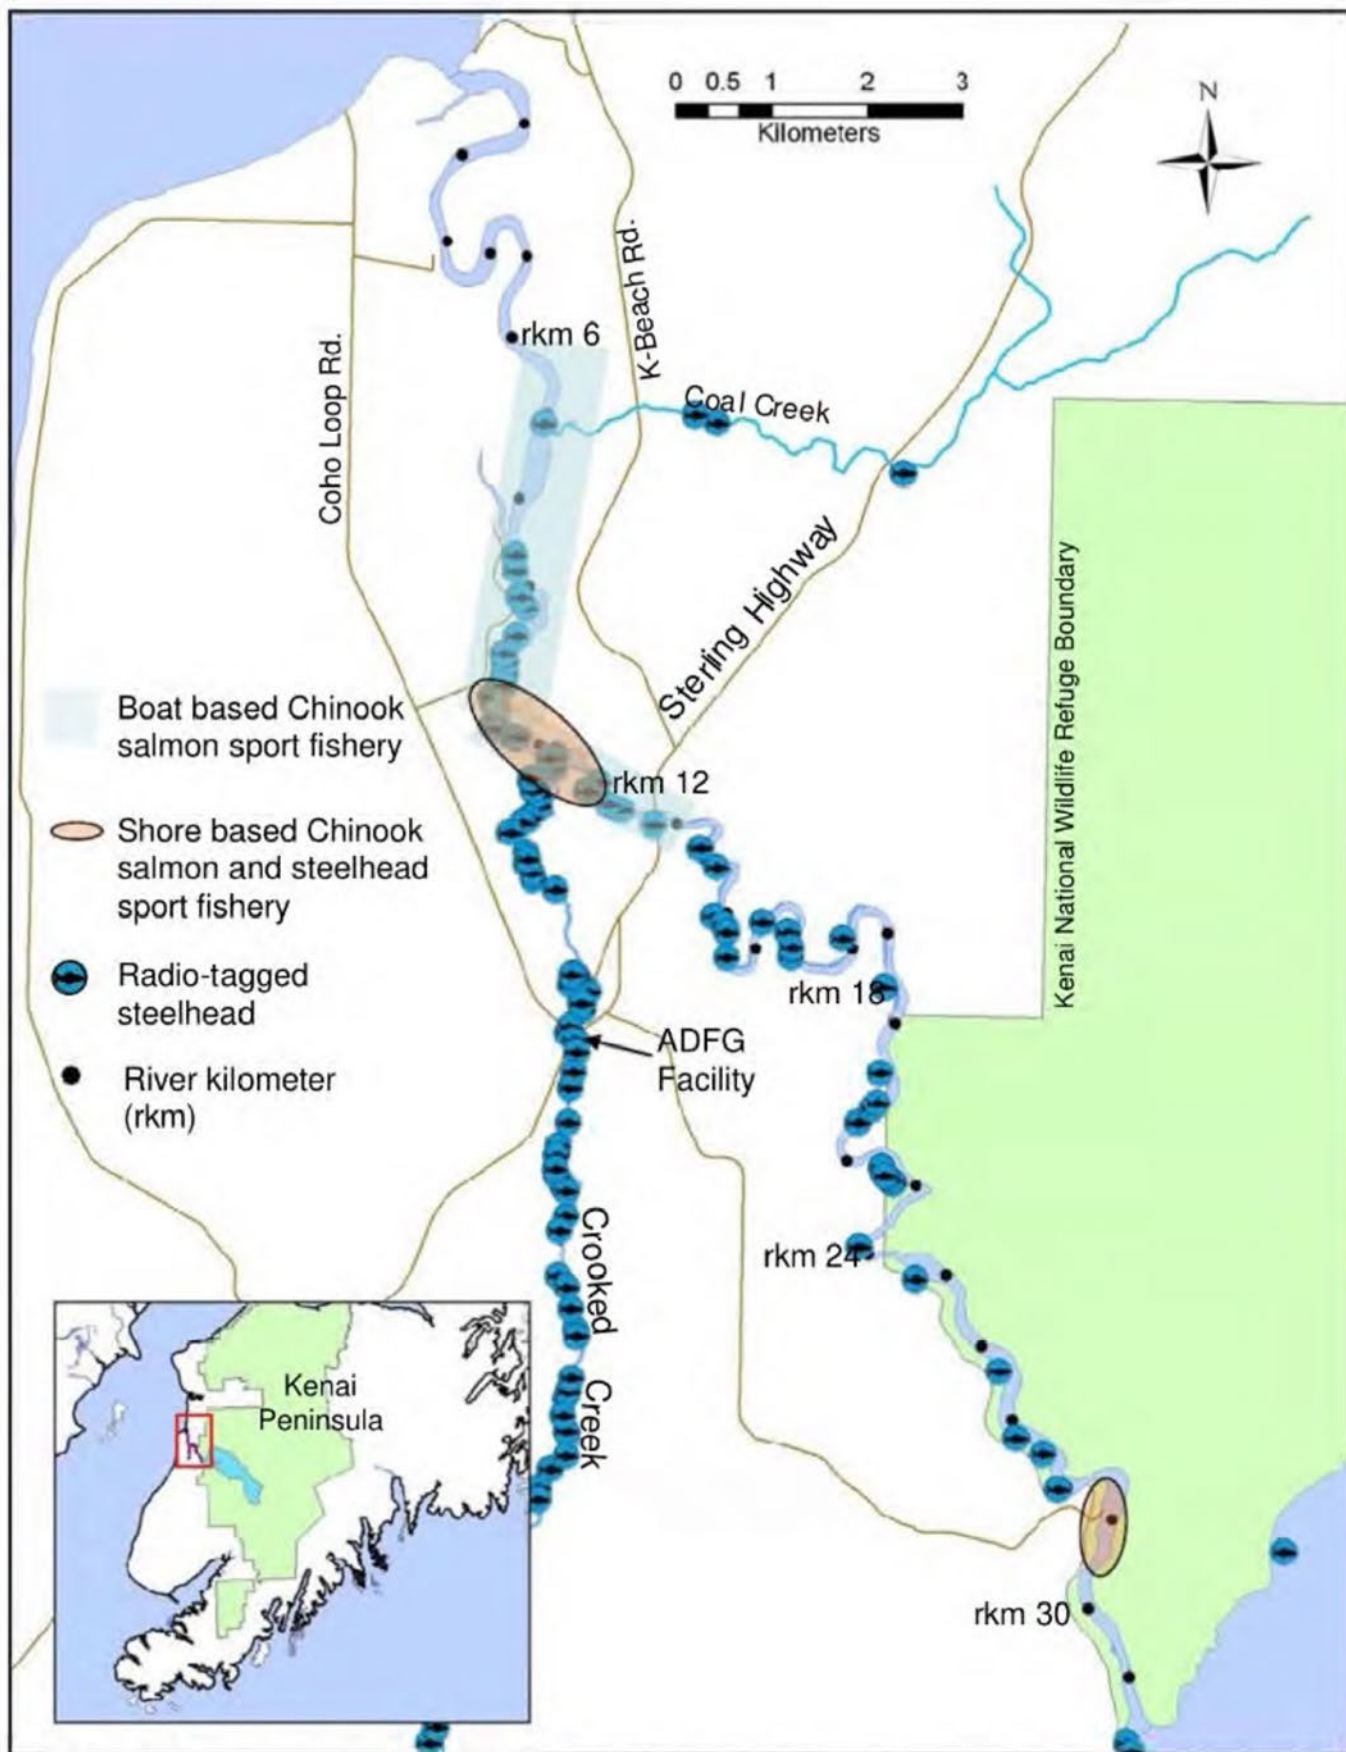 0 0.5 1 2 3
Kilometers
N
K-Beach Rd.
rkm 6
Coho Loop Rd.
Coal Creek
Sterling Highway
Kenai National Wildlife Refuge Boundary
Boat based Chinook
salmon sport fishery
rkm 12
Shore based Chinook
salmon and steelhead
sport fishery
Radio-tagged
steelhead
rkm 18
ADFG
Facility
River kilometer
(rkm)
Crooked Creek
rkm 24
Kenai
Peninsula
rkm 30